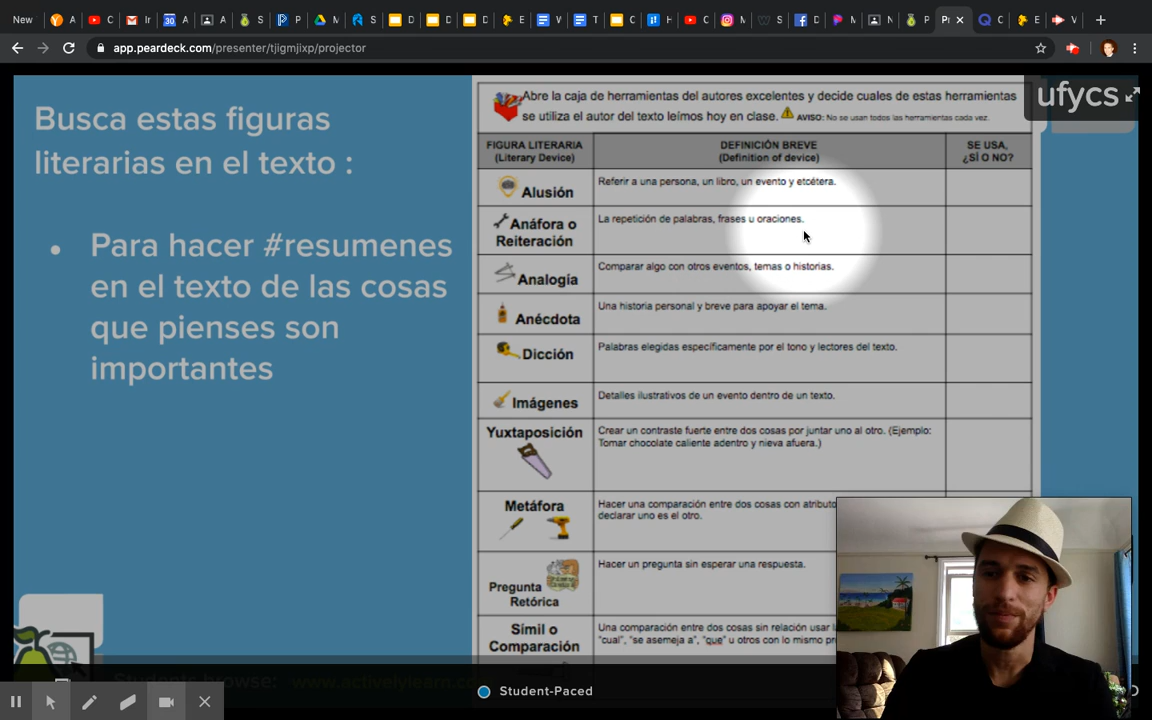 New
app.peardeck.com/presenter/tjigmjixp/projector
ufycs
Busca estas figuras
literarias en el texto :
• Para hacer #resumenes
en el texto de las cosas
que pienses son
importantes
Abre la caja de herramientas del autores excelentes y decide cuales de estas herramientas
se utiliza el autor del texto leímos hoy en clase. AVISO: No se usan todos las herramientas cada vez.
FIGURA LITERARIA
(Literary Device)
DEFINICIÓN BREVE
(Definition of device)
SE USA,
¿SÍ O NO?
Alusión
Referir a una persona, un libro, un evento y etcétera.
Anáfora o
Reiteración
La repetición de palabras, frases u oraciones.
Analogía
Comparar algo con otros eventos, temas o historias.
Anécdota
Una historia personal y breve para apoyar el tema.
Dicción
Palabras elegidas específicamente por el tono y lectores del texto.
Imágenes
Detalles ilustrativos de un evento dentro de un texto.
Yuxtaposición
Crear un contraste fuerte entre dos cosas por juntar uno al otro. (Ejemplo:
Tomar chocolate caliente adentro y nieva afuera.)
Metáfora
Hacer una comparación entre dos cosas con
declarar uno es el otro.
Pregunta
Retórica
Hacer un pregunta sin esperar una respuesta.
Símil o
Comparación
Una comparación entre dos cosas sin relación usar
"cual", "se asemeja a", "que" u otros con lo mismo
Students browse: www.activelylearn.
Student-Paced